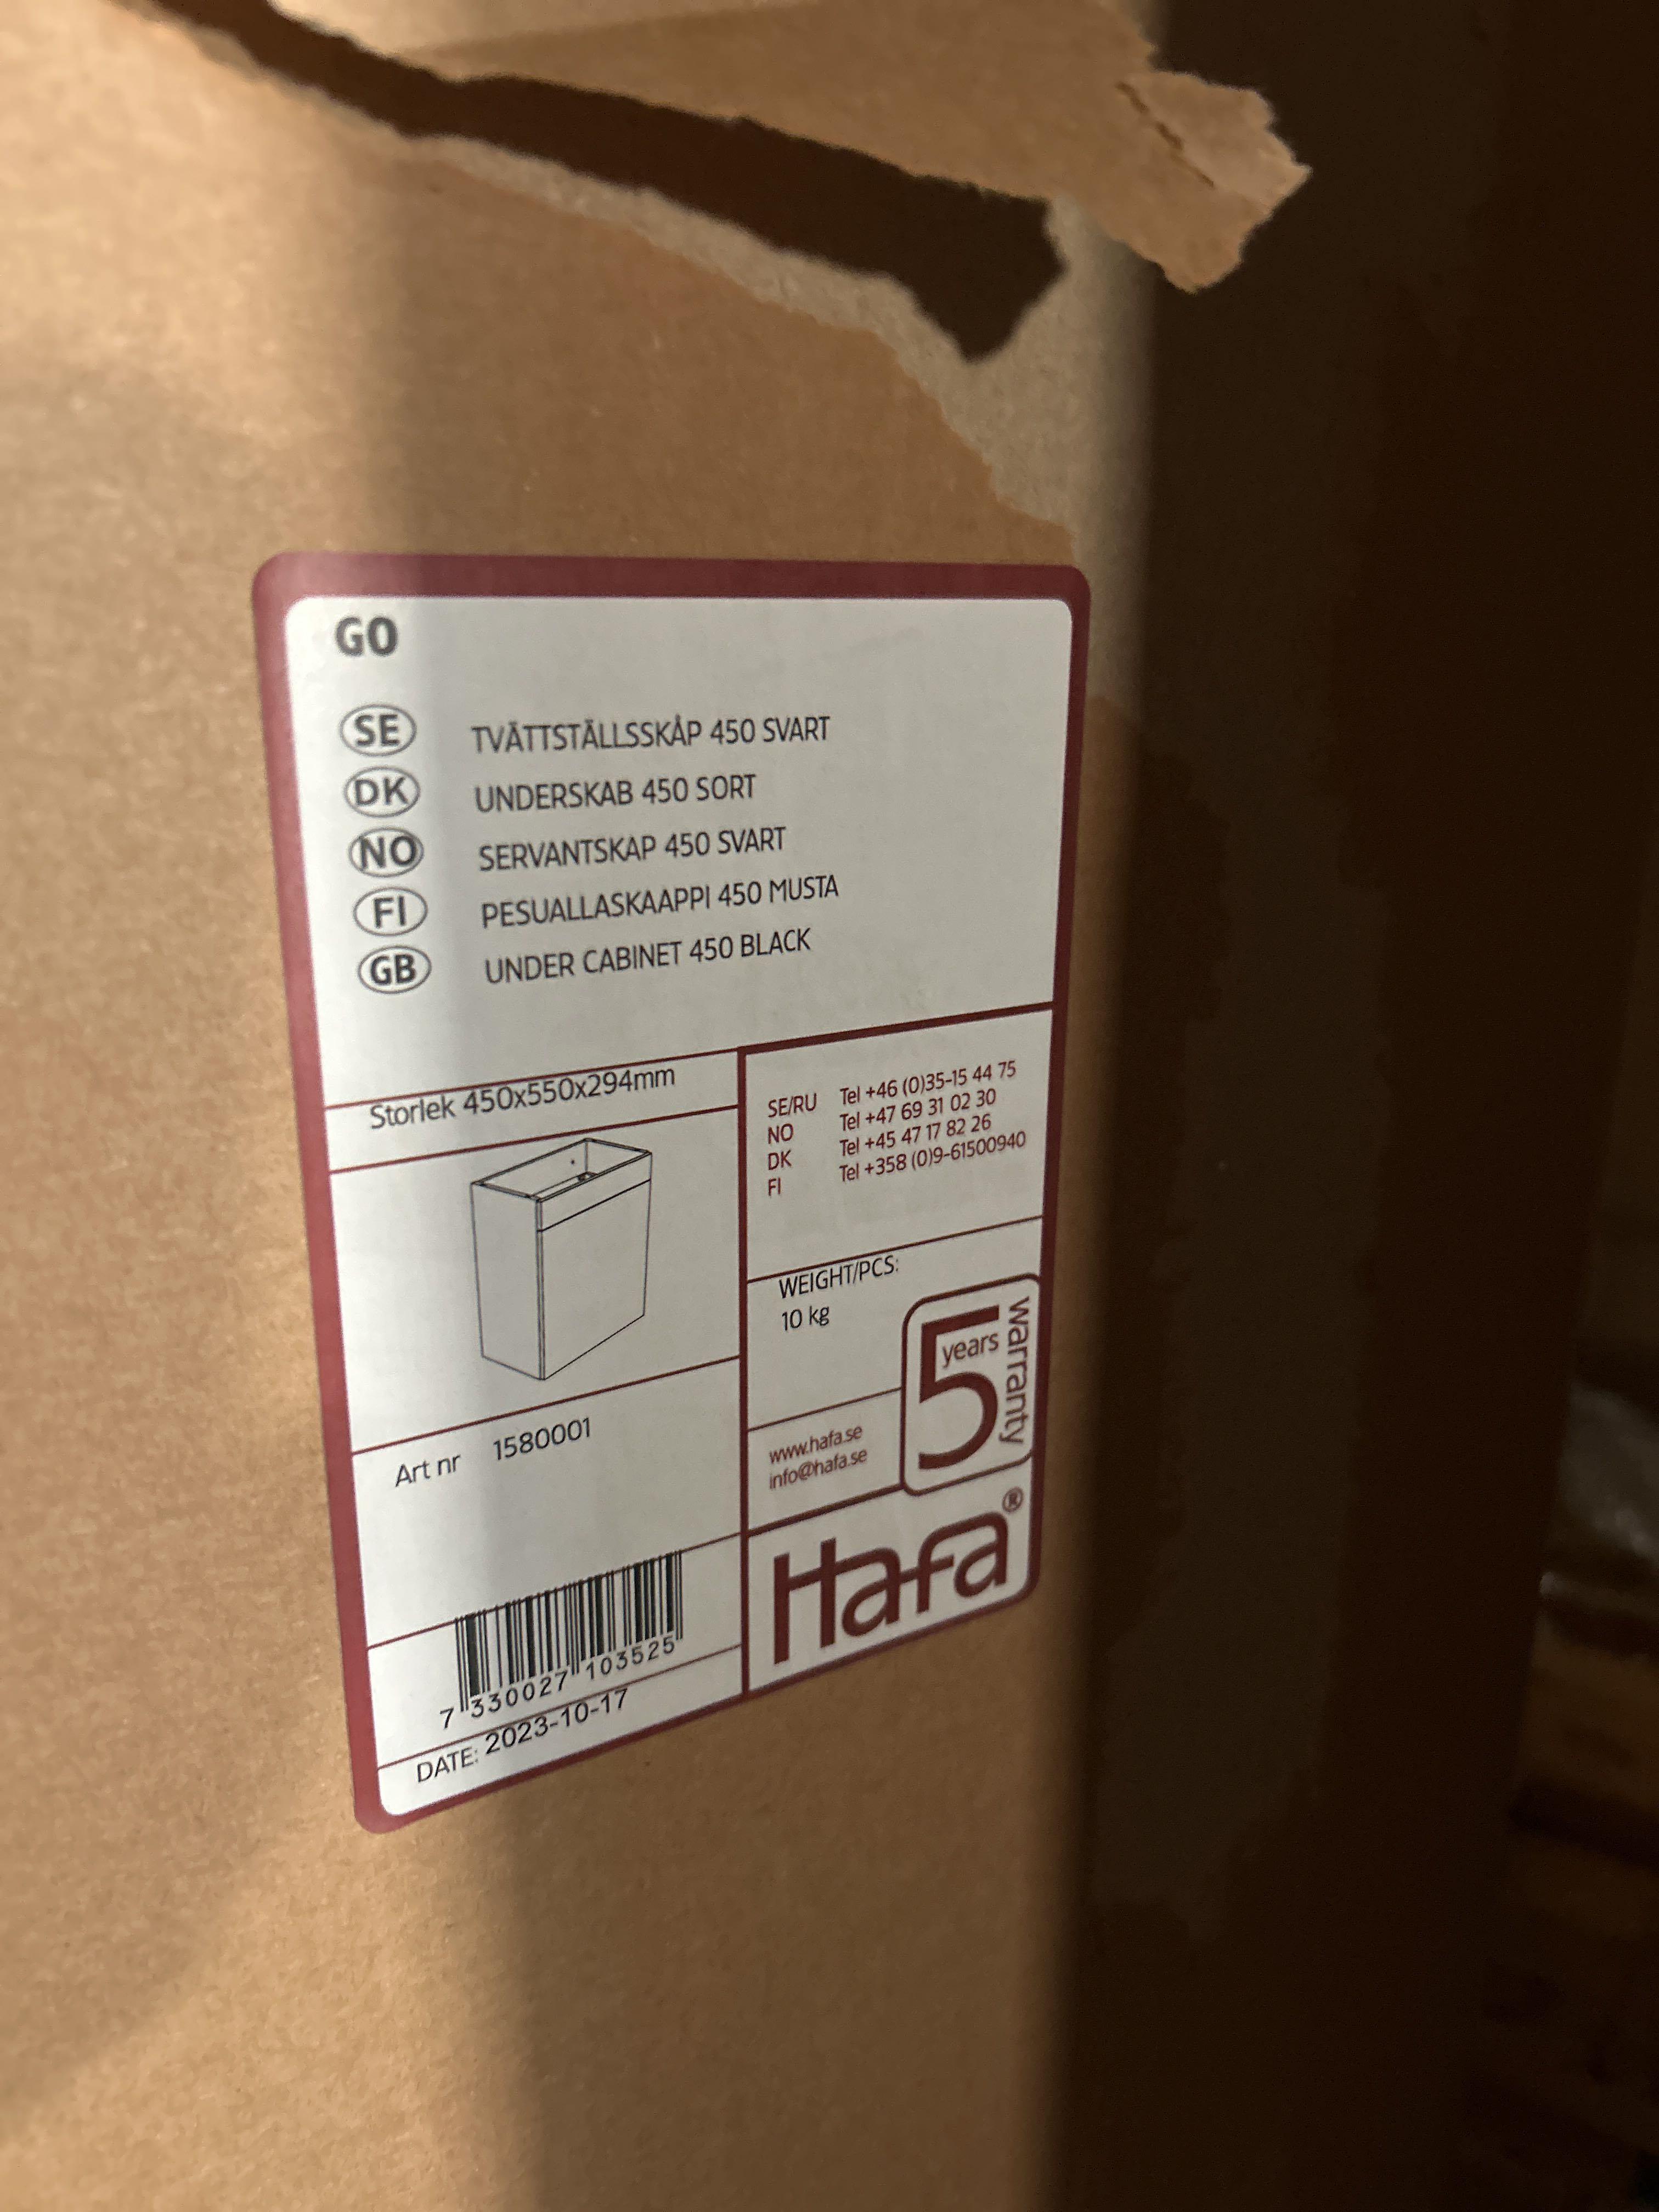 GO
SE TVÄTTSTÄLLSSKÅP 450 SVART
DK UNDERSKAB 450 SORT
NO SERVANTSKAP 450 SVART
FI PESUALLASKAAPPI 450 MUSTA
GB UNDER CABINET 450 BLACK
Storlek 450x550x294mm
SE/RU Tel +46 (0)35-15 44 75
NO Tel +47 69 31 02 30
DK Tel +45 47 17 82 26
FI Tel +358 (0)9-61500940
WEIGHT/PCS:
10 kg
5 years warranty
Art nr 1580001
www.hafa.se
info@hafa.se
Hafa®
7 330027 103525
DATE: 2023-10-17